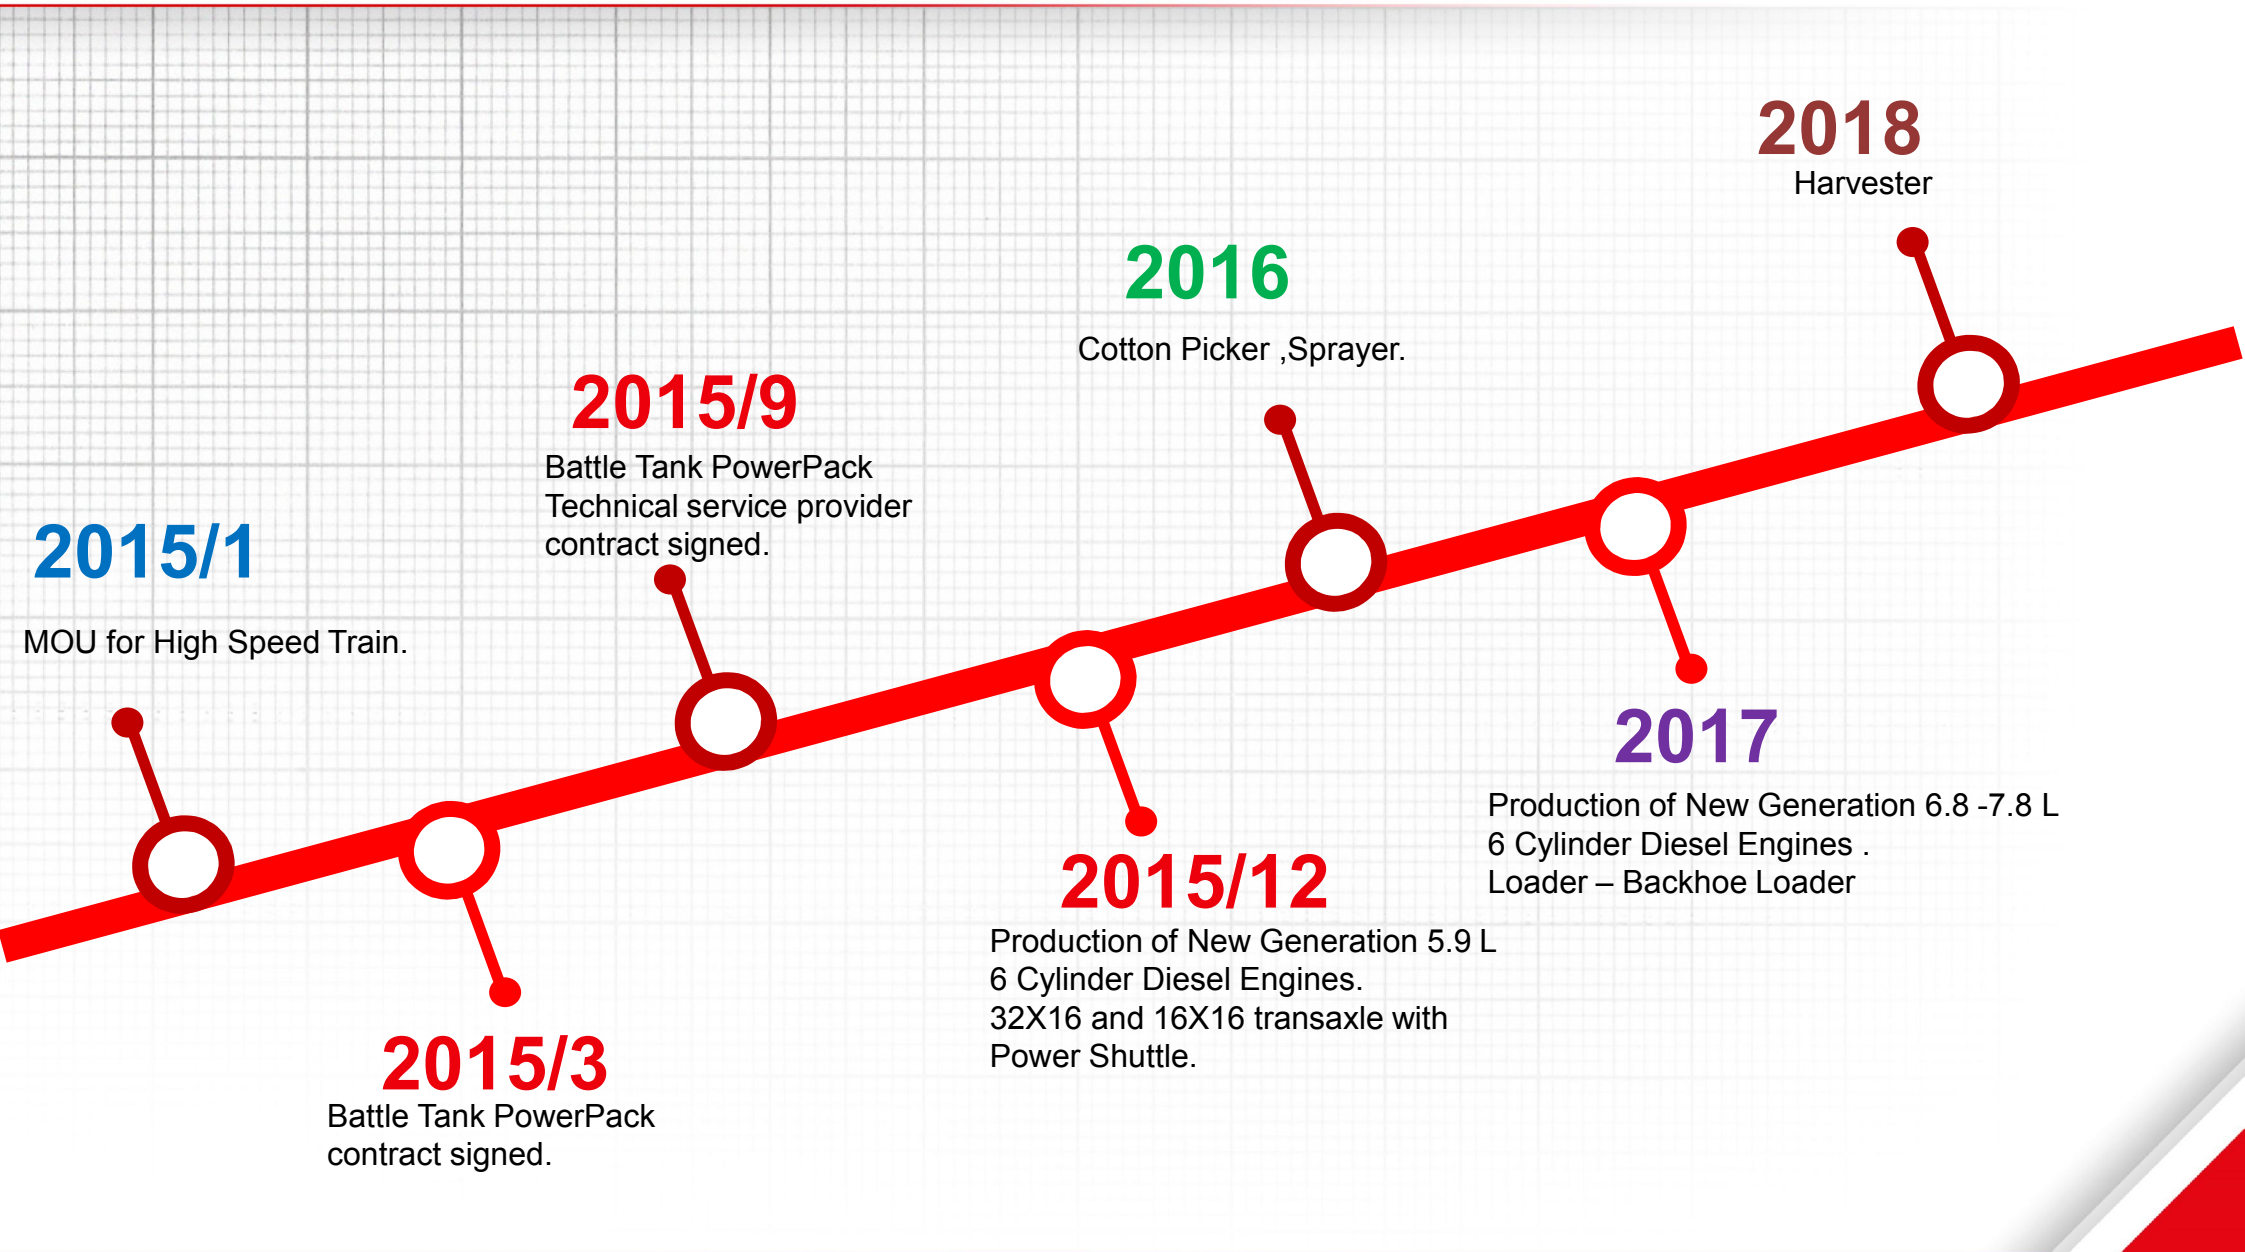 2015/1
MOU for High Speed Train.
2015/3
Battle Tank PowerPack
contract signed.
2015/9
Battle Tank PowerPack
Technical service provider
contract signed.
2015/12
Production of New Generation 5.9 L
6 Cylinder Diesel Engines.
32X16 and 16X16 transaxle with
Power Shuttle.
2016
Cotton Picker ,Sprayer.
2017
Production of New Generation 6.8 -7.8 L
6 Cylinder Diesel Engines .
Loader – Backhoe Loader
2018
Harvester